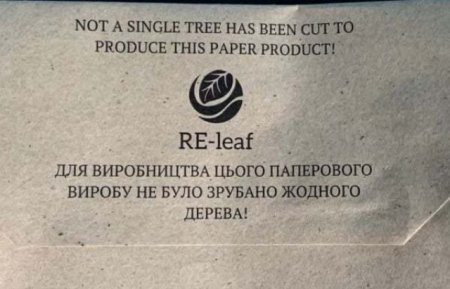 NOT A SINGLE TREE HAS BEEN CUT TO
PRODUCE THIS PAPER PRODUCT!
RE-leaf
ДЛЯ ВИРОБНИЦТВА ЦЬОГО ПАПЕРОВОГО
ВИРОБУ НЕ БУЛО ЗРУБАНО ЖОДНОГО
ДЕРЕВА!